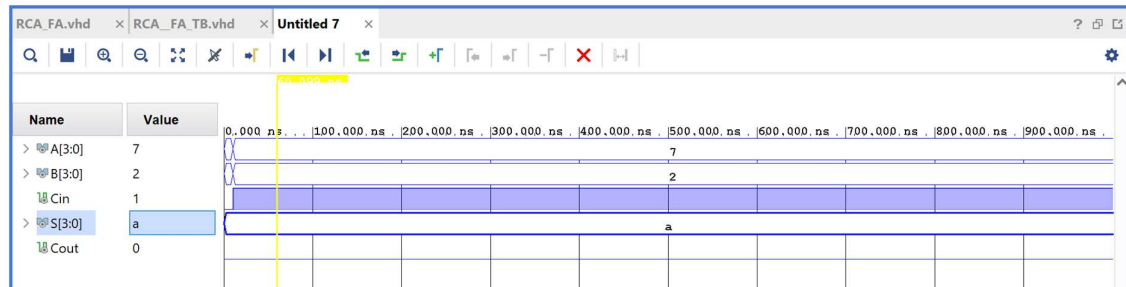 RCA_FA.vhd × RCA__FA_TB.vhd × Untitled 7 ×
Name Value
0.000 ns 100.000 ns 200.000 ns 300.000 ns 400.000 ns 500.000 ns 600.000 ns 700.000 ns 800.000 ns 900.000 ns
A[3:0] 7 7
B[3:0] 2 2
Cin 1
S[3:0] a a
Cout 0